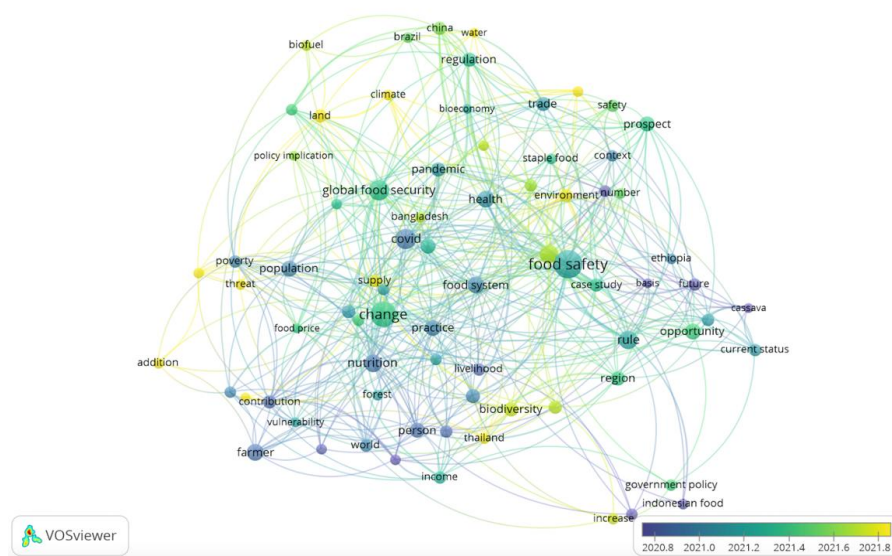 china
brazil
water
biofuel
regulation
climate
land
bioeconomy
trade
safety
prospect
policy implication
staple food
context
pandemic
global food security
health
environment
number
bangladesh
covid
poverty
population
food safety
ethiopia
threat
supply
food system
case study
basis
future
change
cassava
food price
practice
rule
opportunity
addition
nutrition
livelihood
current status
region
contribution
forest
biodiversity
vulnerability
person
thailand
farmer
world
income
government policy
indonesian food
increase
VOSviewer
2020.8 2021.0 2021.2 2021.4 2021.6 2021.8